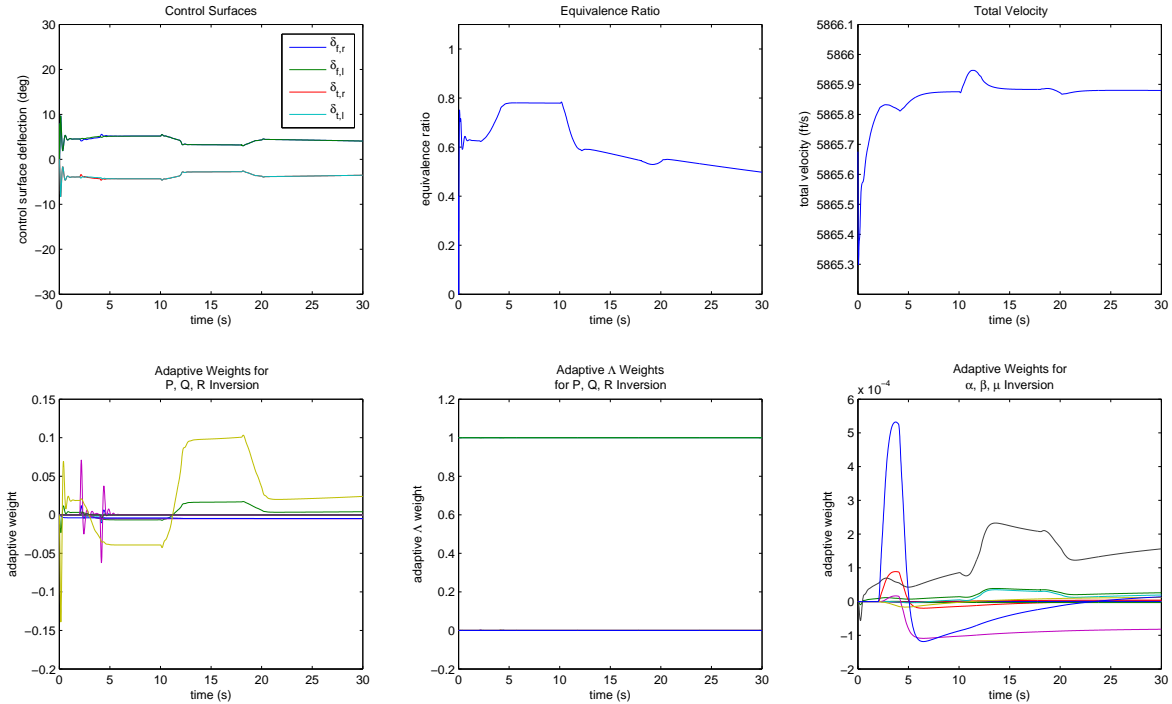 Control Surfaces
30
20
10
0
−10
−20
−30
control surface deflection (deg)
δf,r
δf,l
δt,r
δt,l
0 5 10 15 20 25 30
time (s)
Equivalence Ratio
1
0.8
0.6
0.4
0.2
0
equivalence ratio
0 5 10 15 20 25 30
time (s)
Total Velocity
5866.1
5866
5865.9
5865.8
5865.7
5865.6
5865.5
5865.4
5865.3
total velocity (ft/s)
0 5 10 15 20 25 30
time (s)
Adaptive Weights for
P, Q, R Inversion
0.15
0.1
0.05
0
−0.05
−0.1
−0.15
−0.2
adaptive weight
0 5 10 15 20 25 30
time (s)
Adaptive Λ Weights
for P, Q, R Inversion
1.2
1
0.8
0.6
0.4
0.2
0
−0.2
adaptive Λ weight
0 5 10 15 20 25 30
time (s)
Adaptive Weights for
α, β, μ Inversion
x 10−4
6
5
4
3
2
1
0
−1
−2
adaptive weight
0 5 10 15 20 25 30
time (s)